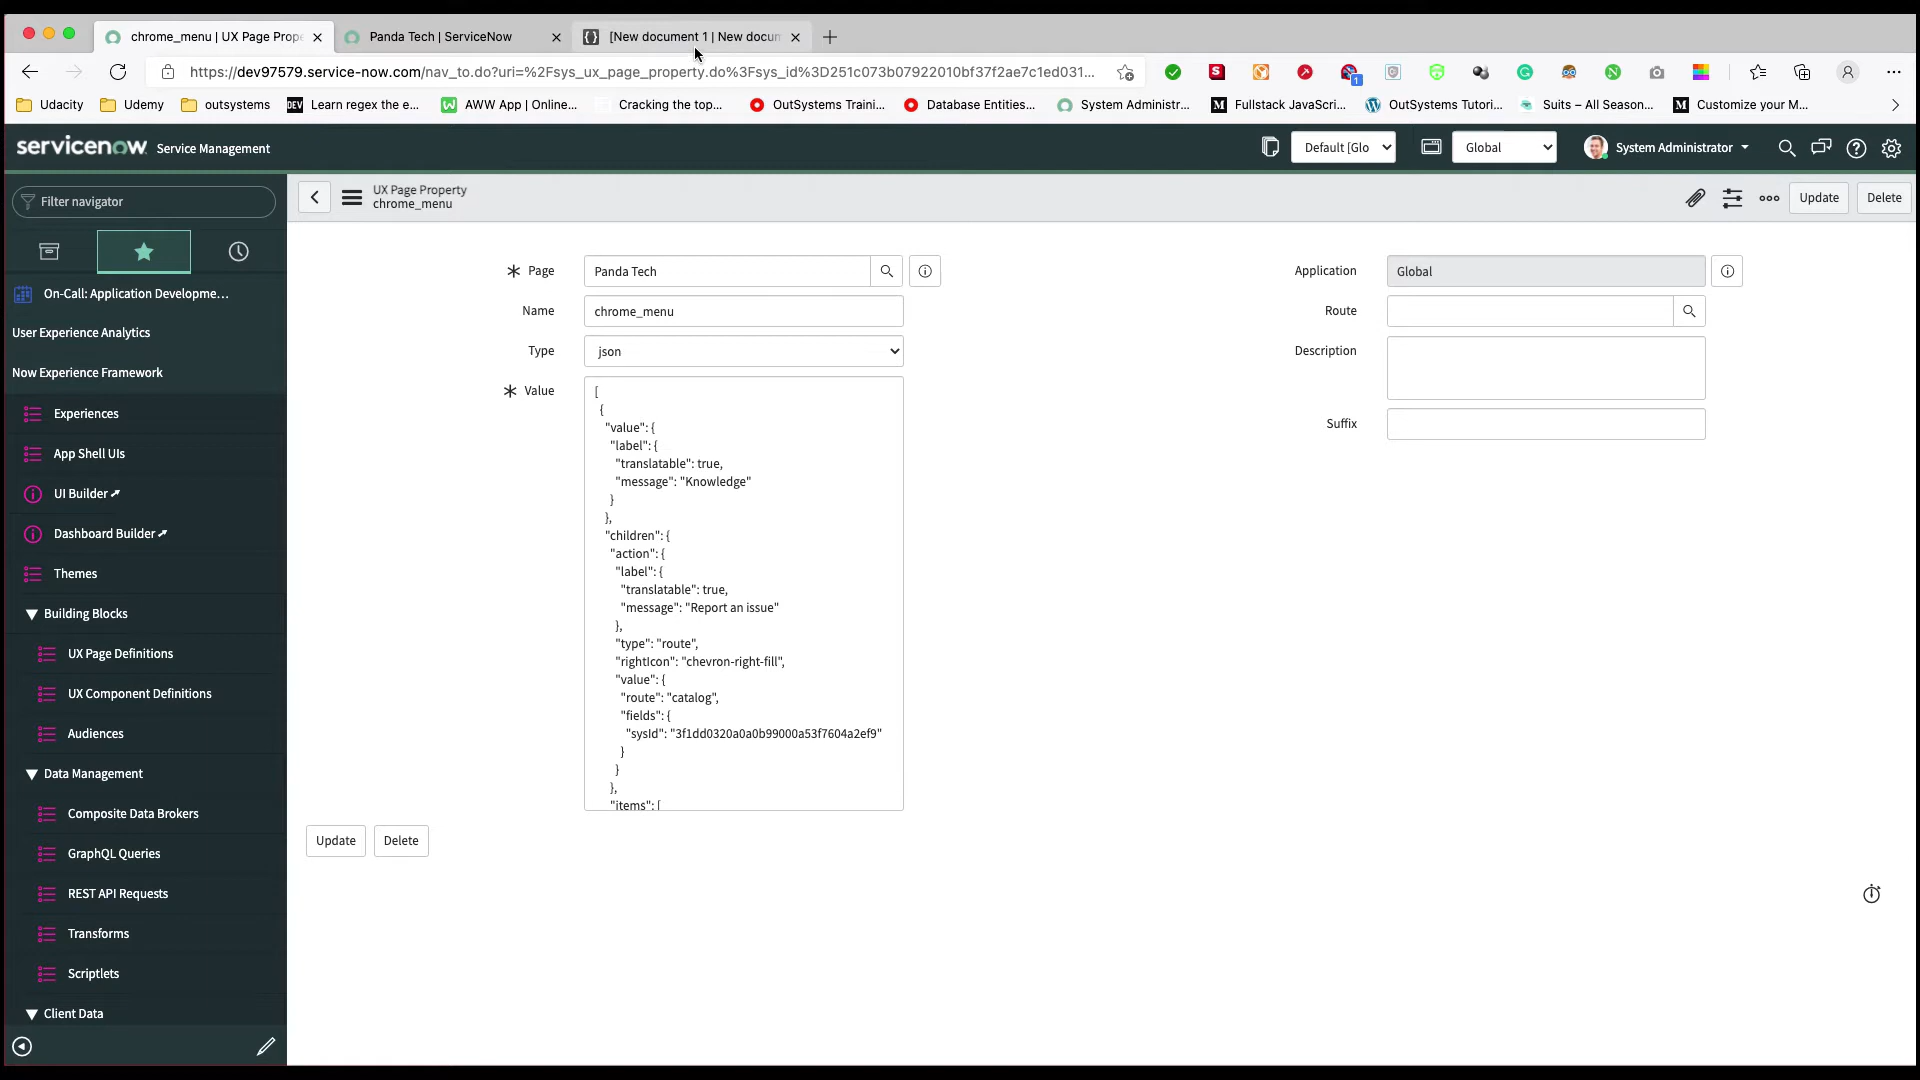 chrome_menu | UX Page Prope
Panda Tech | ServiceNow
[New document 1 | New docun
https://dev97579.service-now.com/nav_to.do?uri=%2Fsys_ux_page_property.do%3Fsys_id%3D251c073b07922010bf37f2ae7c1ed031...
1
Udacity
Udemy
outsystems
DEV
Learn regex the e...
AWW App | Online...
Cracking the top...
OutSystems Traini...
Database Entities...
System Administr...
Fullstack JavaScri...
OutSystems Tutori...
Suits – All Season...
Customize your M...
servicenow Service Management
Default [Glo
Global
System Administrator
Filter navigator
UX Page Property
chrome_menu
Update
Delete
On-Call: Application Developme...
User Experience Analytics
Now Experience Framework
Experiences
App Shell UIs
UI Builder
Dashboard Builder
Themes
Building Blocks
UX Page Definitions
UX Component Definitions
Audiences
Data Management
Composite Data Brokers
GraphQL Queries
REST API Requests
Transforms
Scriptlets
Client Data
Page
Panda Tech
Name
chrome_menu
Type
json
Value
[
{
"value": {
"label": {
"translatable": true,
"message": "Knowledge"
}
},
"children": {
"action": {
"label": {
"translatable": true,
"message": "Report an issue"
},
"type": "route",
"rightIcon": "chevron-right-fill",
"value": {
"route": "catalog",
"fields": {
"sysId": "3f1dd0320a0a0b99000a53f7604a2ef9"
}
}
},
"items": [
Application
Global
Route
Description
Suffix
Update
Delete